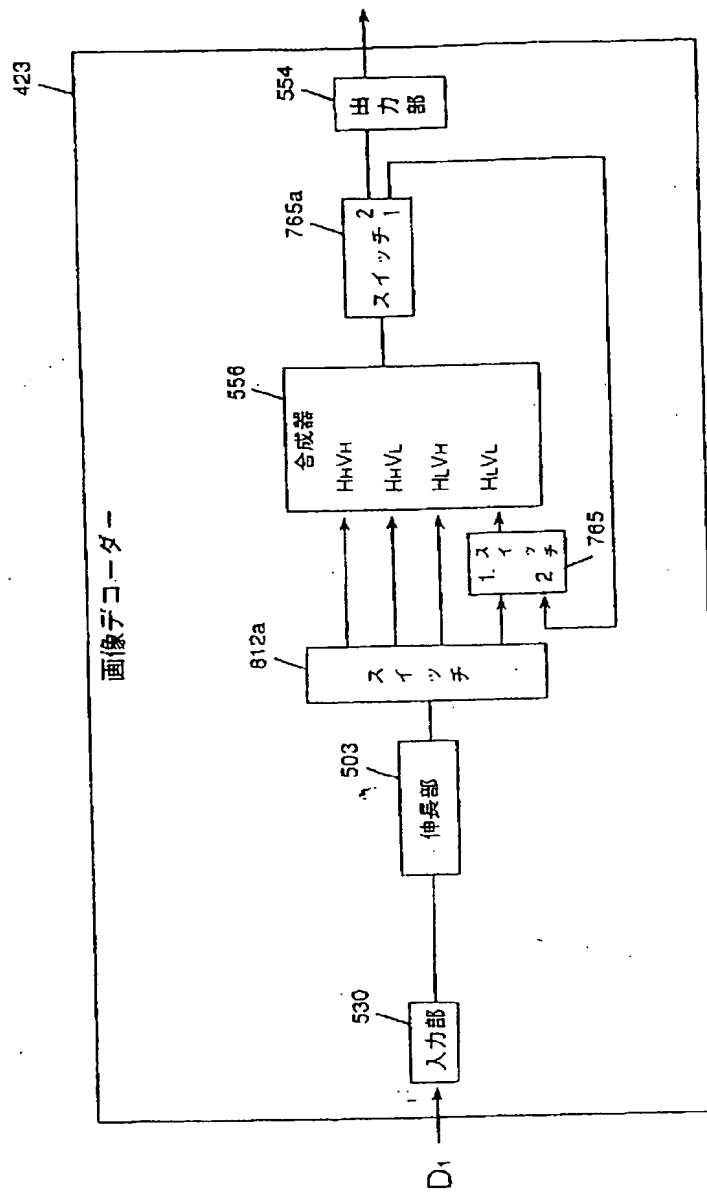 423
画像デコーダー
D1
530
入力部
503
伸長部
812a
スイッチ
556
合成器
HHVH
HHVL
HLVH
HLVL
1 スイッチ 2
765
765a
スイッチ
2
1
554
出力部